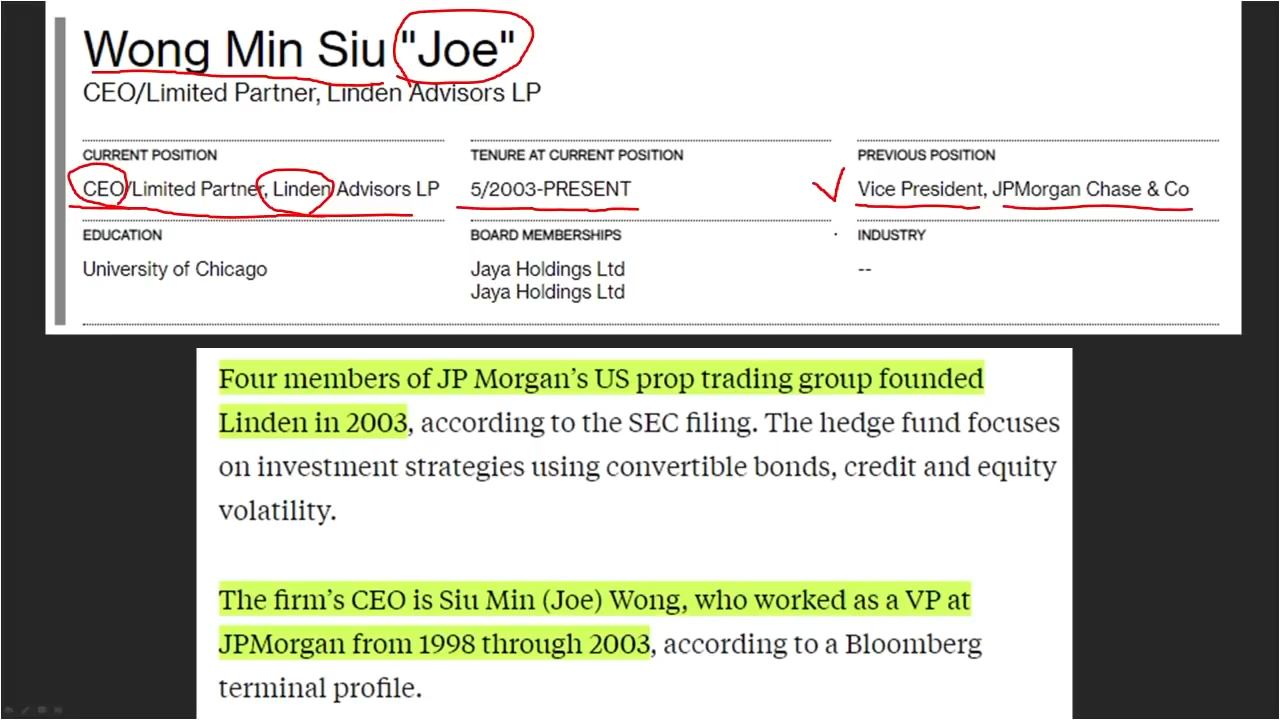 Wong Min Siu "Joe"
CEO/Limited Partner, Linden Advisors LP
CURRENT POSITION
CEO/Limited Partner, Linden Advisors LP
TENURE AT CURRENT POSITION
5/2003-PRESENT
PREVIOUS POSITION
Vice President, JPMorgan Chase & Co
EDUCATION
University of Chicago
BOARD MEMBERSHIPS
Jaya Holdings Ltd
Jaya Holdings Ltd
INDUSTRY
--
Four members of JP Morgan’s US prop trading group founded
Linden in 2003, according to the SEC filing. The hedge fund focuses
on investment strategies using convertible bonds, credit and equity
volatility.
The firm’s CEO is Siu Min (Joe) Wong, who worked as a VP at
JPMorgan from 1998 through 2003, according to a Bloomberg
terminal profile.